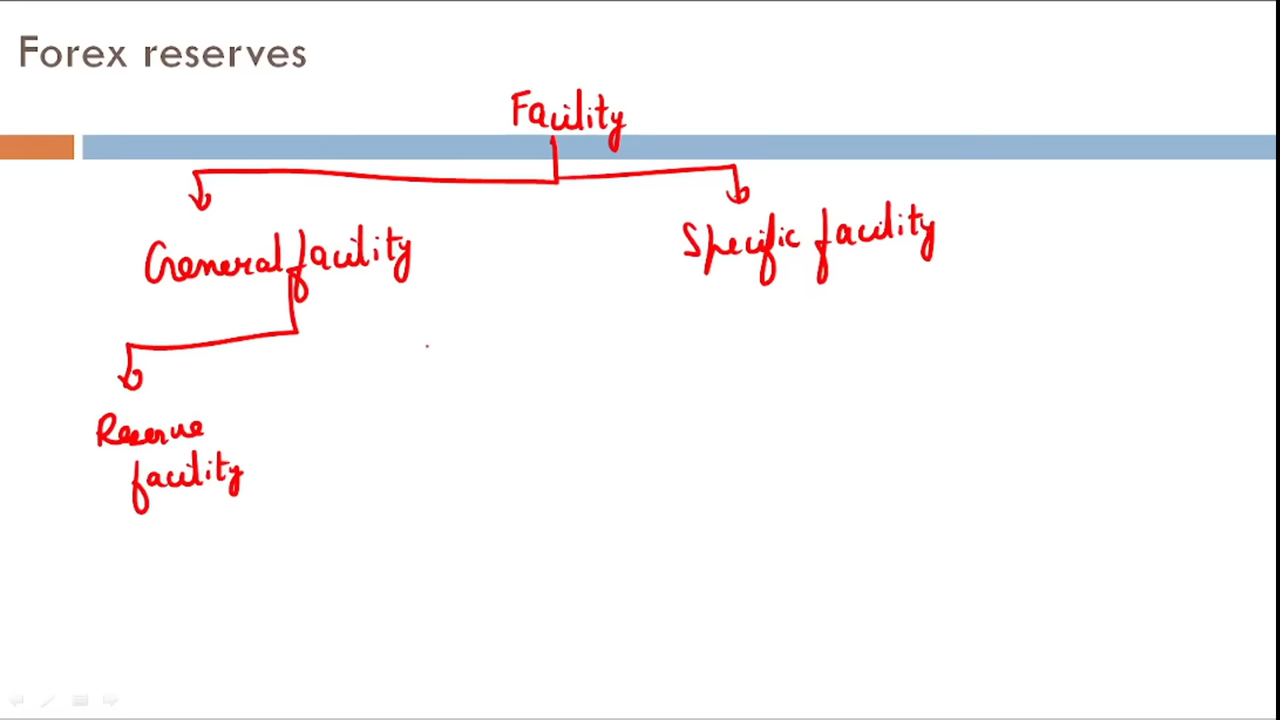 Forex reserves
Facility
General facility
Specific facility
Reserve
facility